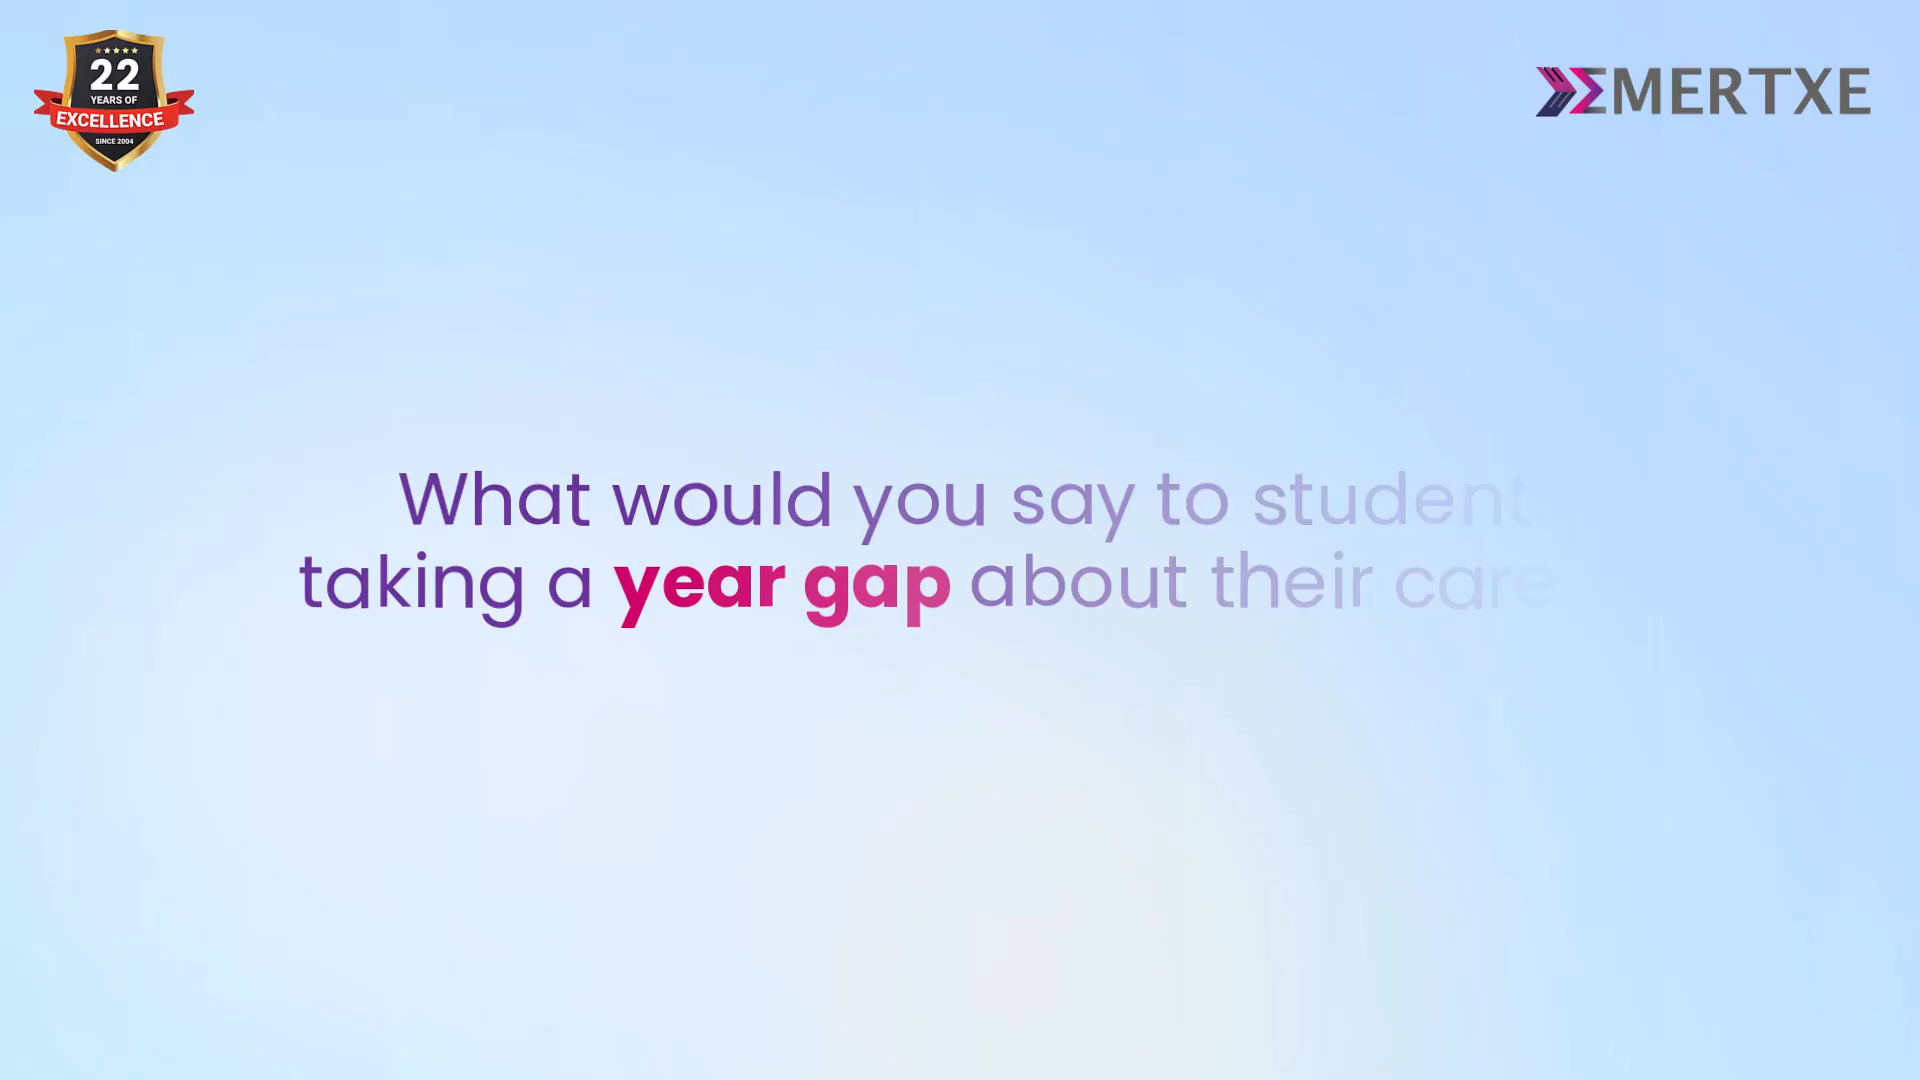 22
YEARS OF
EXCELLENCE
SINCE 2004
EMERTXE
What would you say to student
taking a year gap about their care